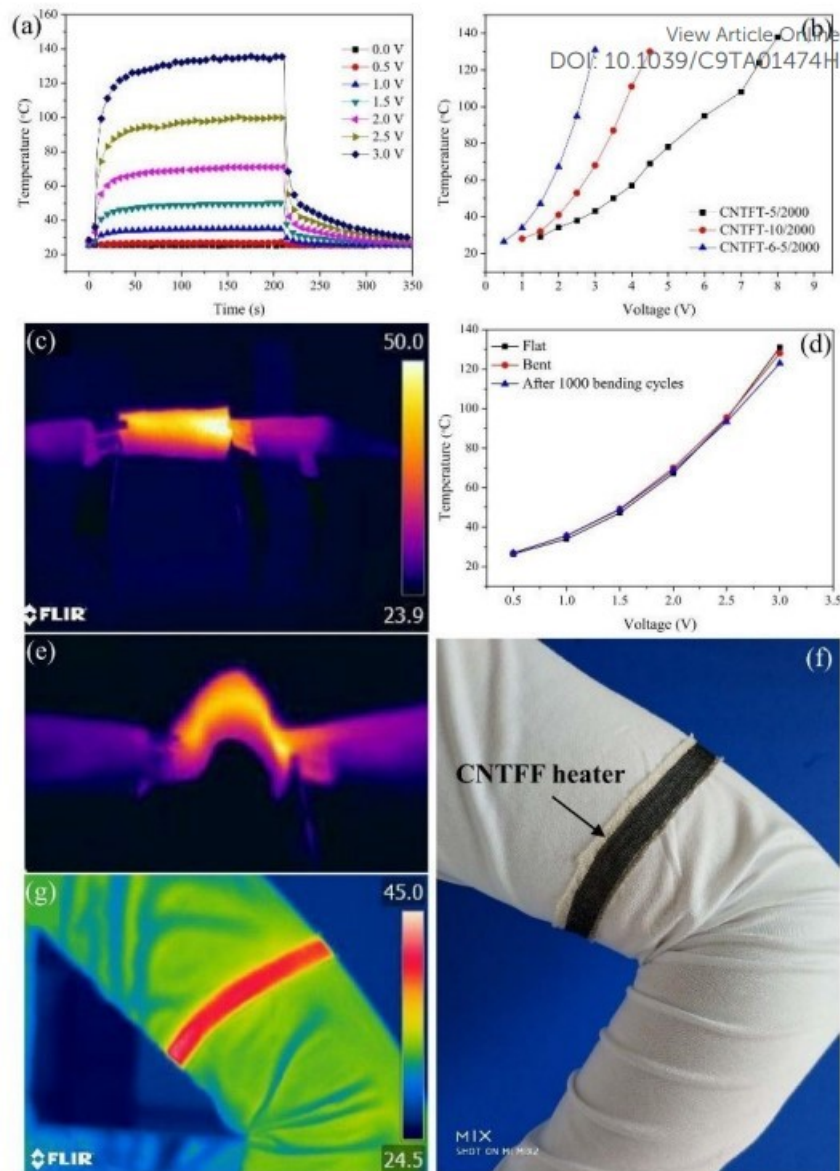 (a)
Temperature (°C)
160
140
120
100
80
60
40
20
0.0 V
0.5 V
1.0 V
1.5 V
2.0 V
2.5 V
3.0 V
0 50 100 150 200 250 300 350
Time (s)
View Article Online
(b)
DOI: 10.1039/C9TA01474H
Temperature (°C)
140
120
100
80
60
40
20
CNTFT-5/2000
CNTFT-10/2000
CNTFT-6-5/2000
0 1 2 3 4 5 6 7 8 9
Voltage (V)
(c)
50.0
FLIR
23.9
(d)
Temperature (°C)
140
120
100
80
60
40
20
Flat
Bent
After 1000 bending cycles
0.5 1.0 1.5 2.0 2.5 3.0
Voltage (V)
(e)
(f)
CNTFF heater
MIX
SHOT ON MI MIX2
(g)
45.0
FLIR
24.5